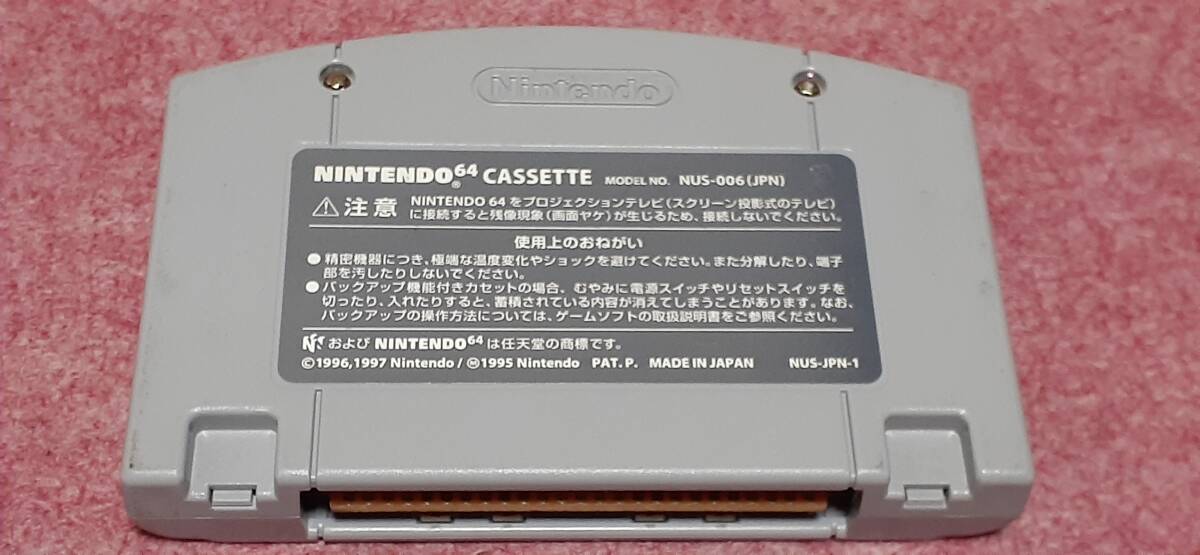 Nintendo
NINTENDO64® CASSETTE MODEL NO. NUS-006(JPN)
注意 NINTENDO 64 をプロジェクションテレビ(スクリーン投影式のテレビ)
に接続すると残像現象(画面ヤケ)が生じるため、接続しないでください。
使用上のおねがい
●精密機器につき、極端な温度変化やショックを避けてください。また分解したり、端子
部を汚したりしないでください。
●バックアップ機能付きカセットの場合、むやみに電源スイッチやリセットスイッチを
切ったり、入れたりすると、蓄積されている内容が消えてしまうことがあります。なお、
バックアップの操作方法については、ゲームソフトの取扱説明書をご参照ください。
および NINTENDO64 は任天堂の商標です。
©1996,1997 Nintendo/Ⓜ1995 Nintendo PAT. P. MADE IN JAPAN NUS-JPN-1